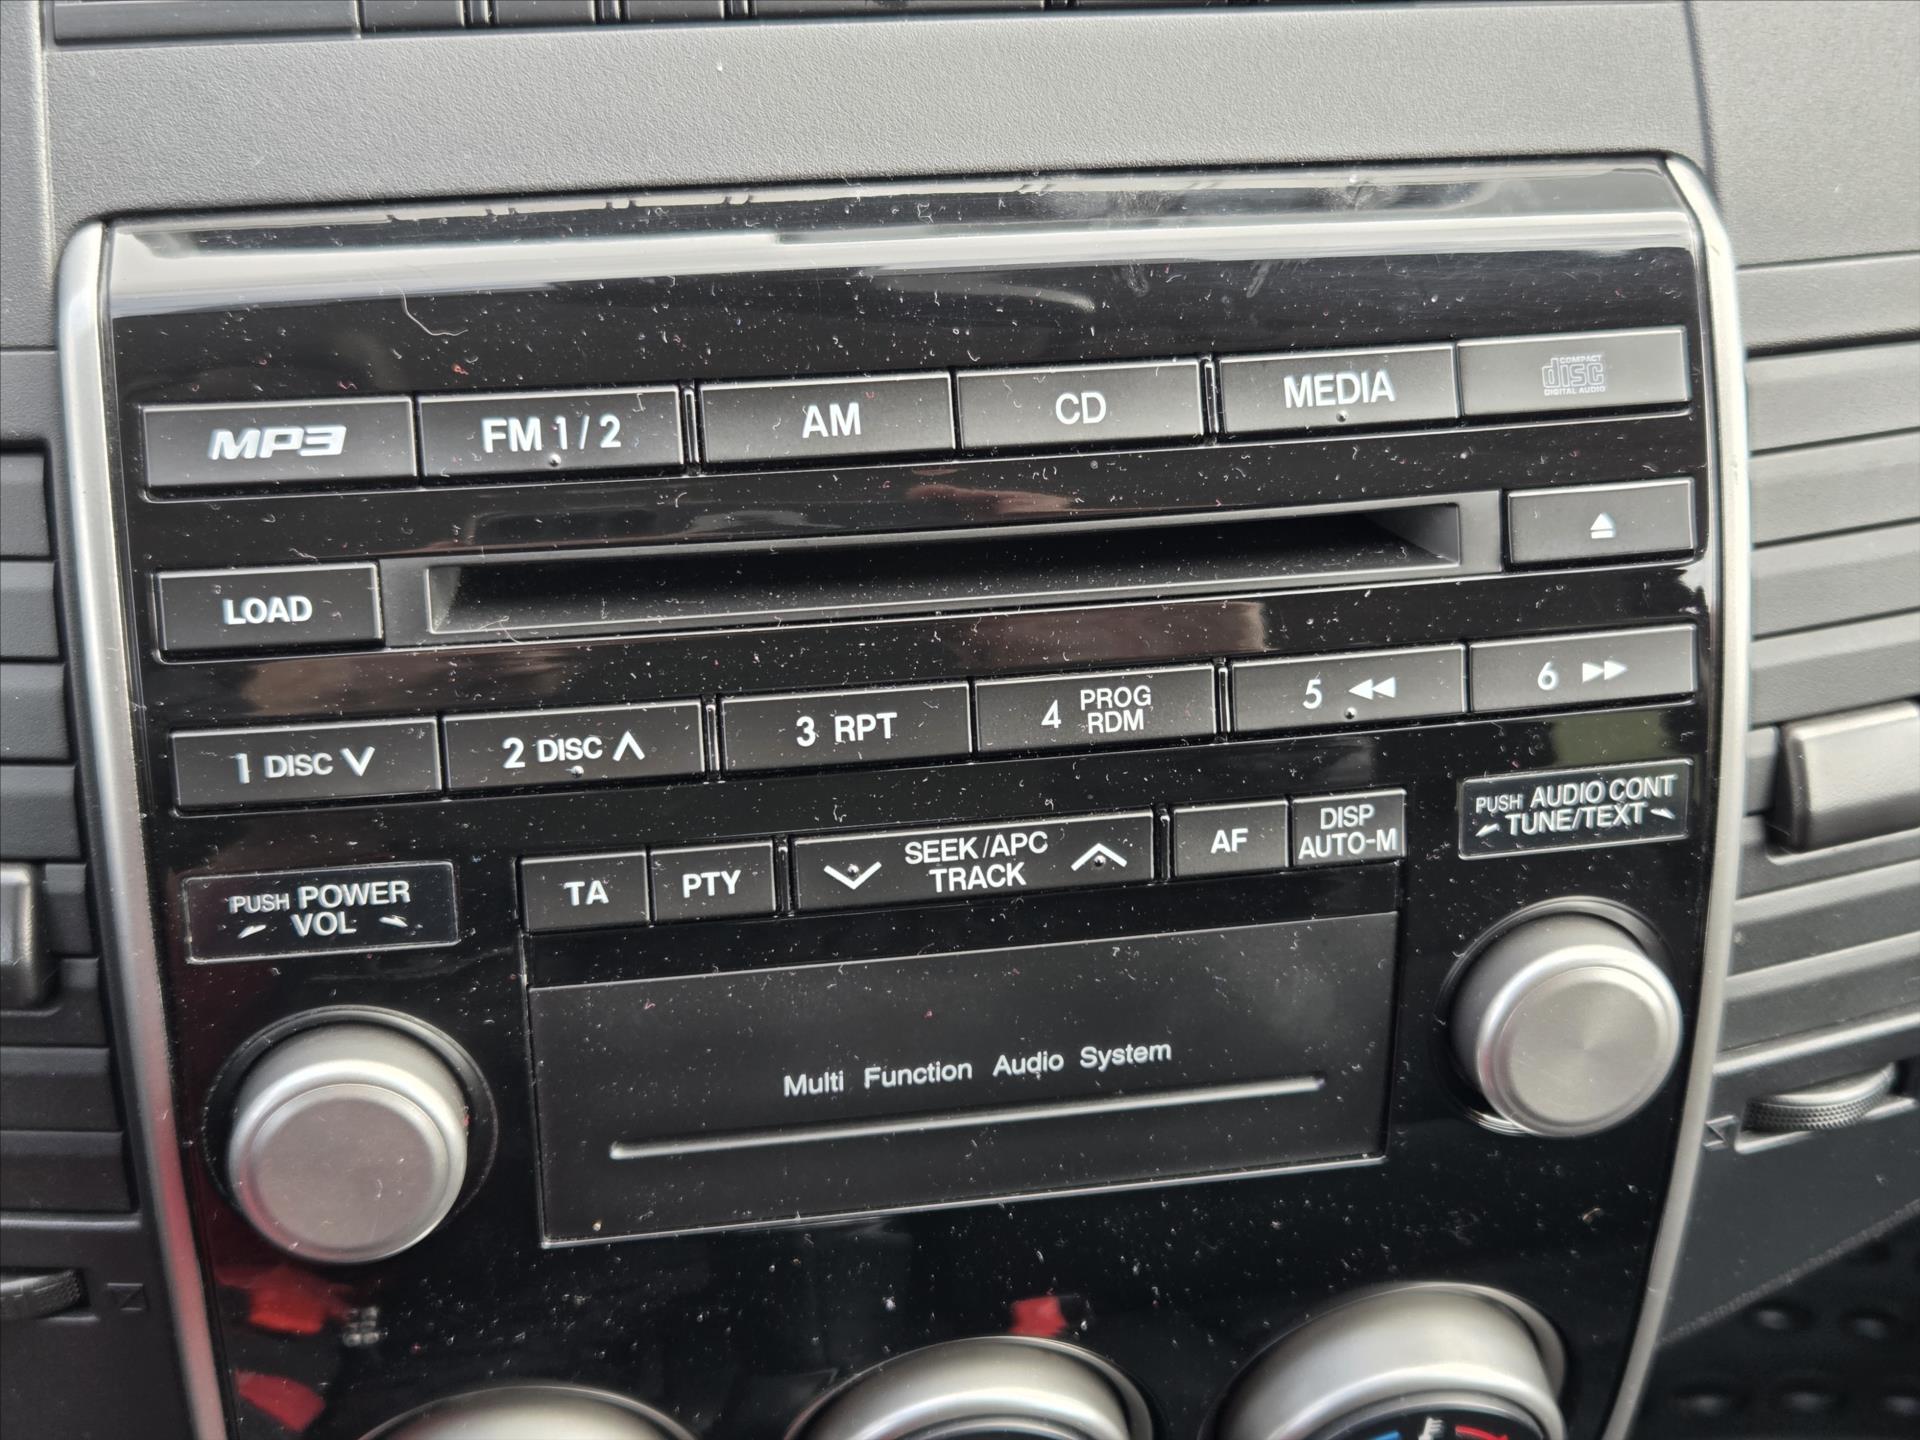 MP3
FM 1/2
AM
CD
MEDIA
COMPACT
disc
DIGITAL AUDIO
LOAD
1 DISC
2 DISC
3 RPT
4 PROG
RDM
5
6
PUSH POWER
VOL
TA
PTY
SEEK/APC
TRACK
AF
DISP
AUTO-M
PUSH AUDIO CONT
TUNE/TEXT
Multi Function Audio System